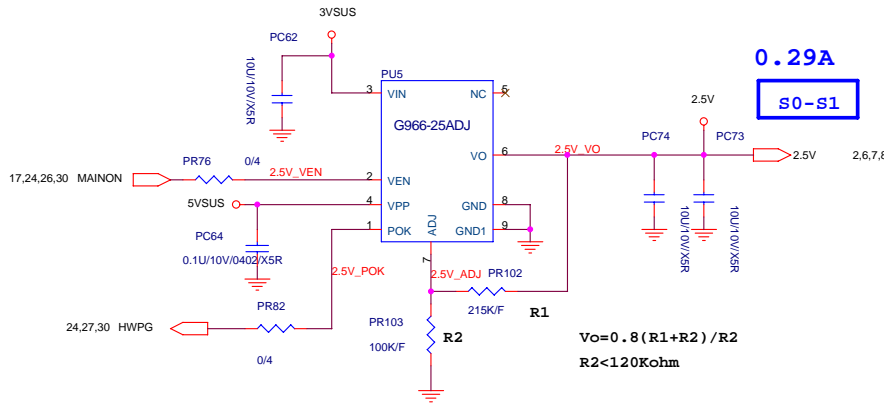 3VSUS
PC62
10U/10V/X5R
PU5
3 VIN
NC 5
G966-25ADJ
0.29A
S0-S1
2.5V
PC74
PC73
VO 6
2.5V_VO
2.5V
2,6,7,8
10U/10V/X5R
10U/10V/X5R
PR76
0/4
17,24,26,30 MAINON
2.5V_VEN
2 VEN
5VSUS
4 VPP
GND 8
1 POK
ADJ
GND1 9
PC64
0.1U/10V/0402/X5R
2.5V_POK
7
2.5V_ADJ
PR102
215K/F
R1
PR82
24,27,30 HWPG
0/4
PR103
100K/F
R2
Vo=0.8(R1+R2)/R2
R2<120Kohm